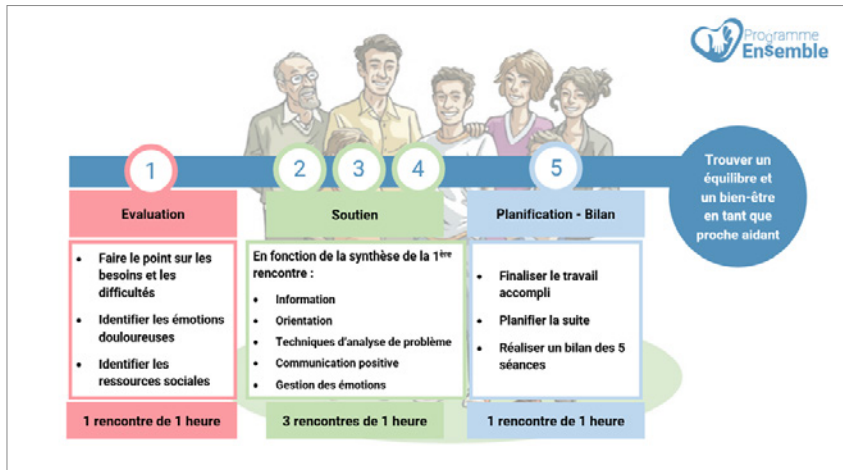 Programme
Ensemble
1
2
3
4
5
Trouver un
équilibre et
un bien-être
en tant que
proche aidant
Evaluation
Soutien
Planification - Bilan
• Faire le point sur les
besoins et les
difficultés
• Identifier les émotions
douloureuses
• Identifier les
ressources sociales
En fonction de la synthèse de la 1ère
rencontre :
• Information
• Orientation
• Techniques d'analyse de problème
• Communication positive
• Gestion des émotions
• Finaliser le travail
accompli
• Planifier la suite
• Réaliser un bilan des 5
séances
1 rencontre de 1 heure
3 rencontres de 1 heure
1 rencontre de 1 heure